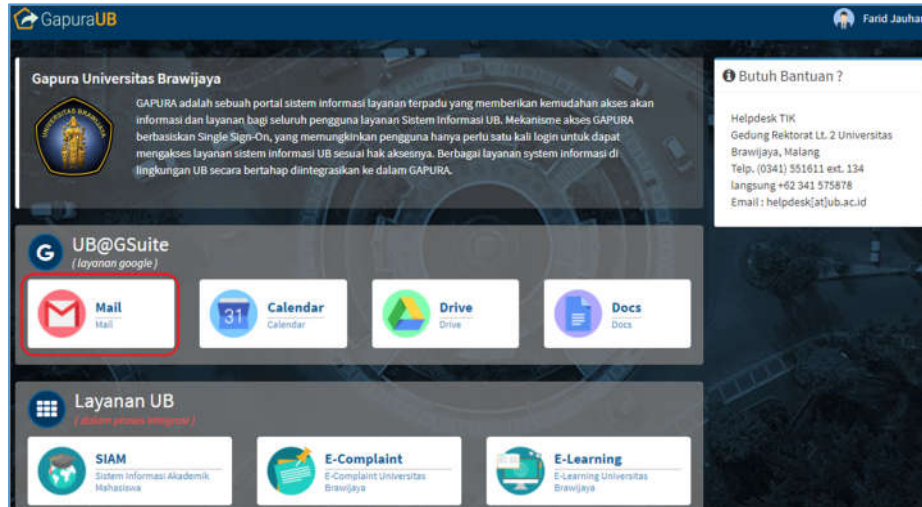 GapuraUB
Farid Jauhar
Gapura Universitas Brawijaya
GAPURA adalah sebuah portal sistem informasi layanan terpadu yang memberikan kemudahan akses akan
informasi dan layanan bagi seluruh pengguna layanan Sistem Informasi UB. Mekanisme akses GAPURA
berbasiskan Single Sign-On, yang memungkinkan pengguna hanya perlu satu kali login untuk dapat
mengakses layanan sistem informasi UB sesuai hak aksesnya. Berbagai layanan system informasi di
lingkungan UB secara bertahap diintegrasikan ke dalam GAPURA.
Butuh Bantuan ?
Helpdesk TIK
Gedung Rektorat Lt. 2 Universitas
Brawijaya, Malang
Telp. (0341) 551611 ext. 134
langsung +62 341 575878
Email : helpdesk[at]ub.ac.id
UB@GSuite
( layanan google )
Mail
Mail
31
Calendar
Calendar
Drive
Drive
Docs
Docs
Layanan UB
( dalam proses integrasi )
SIAM
Sistem Informasi Akademik
Mahasiswa
E-Complaint
E-Complaint Universitas
Brawijaya
E-Learning
E-Learning Universitas
Brawijaya